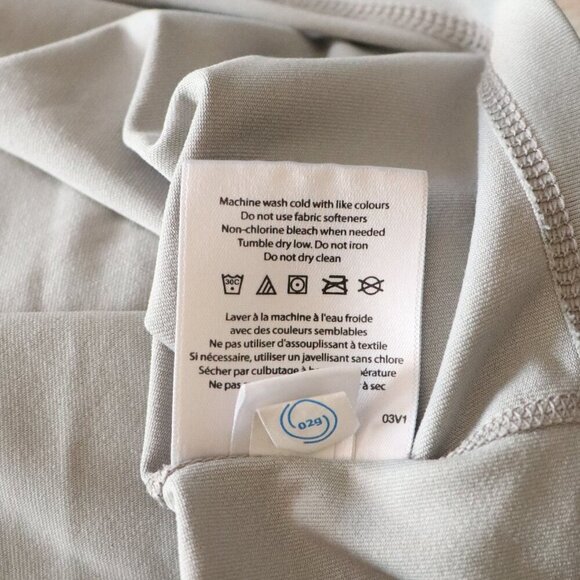 Machine wash cold with like colours
Do not use fabric softeners
Non-chlorine bleach when needed
Tumble dry low. Do not iron
Do not dry clean
30C
Laver à la machine à l'eau froide
avec des couleurs semblables
Ne pas utiliser d'assouplissant à textile
Si nécessaire, utiliser un javellisant sans chlore
Sécher par culbutage à
Ne pas à sec
03V1
02g